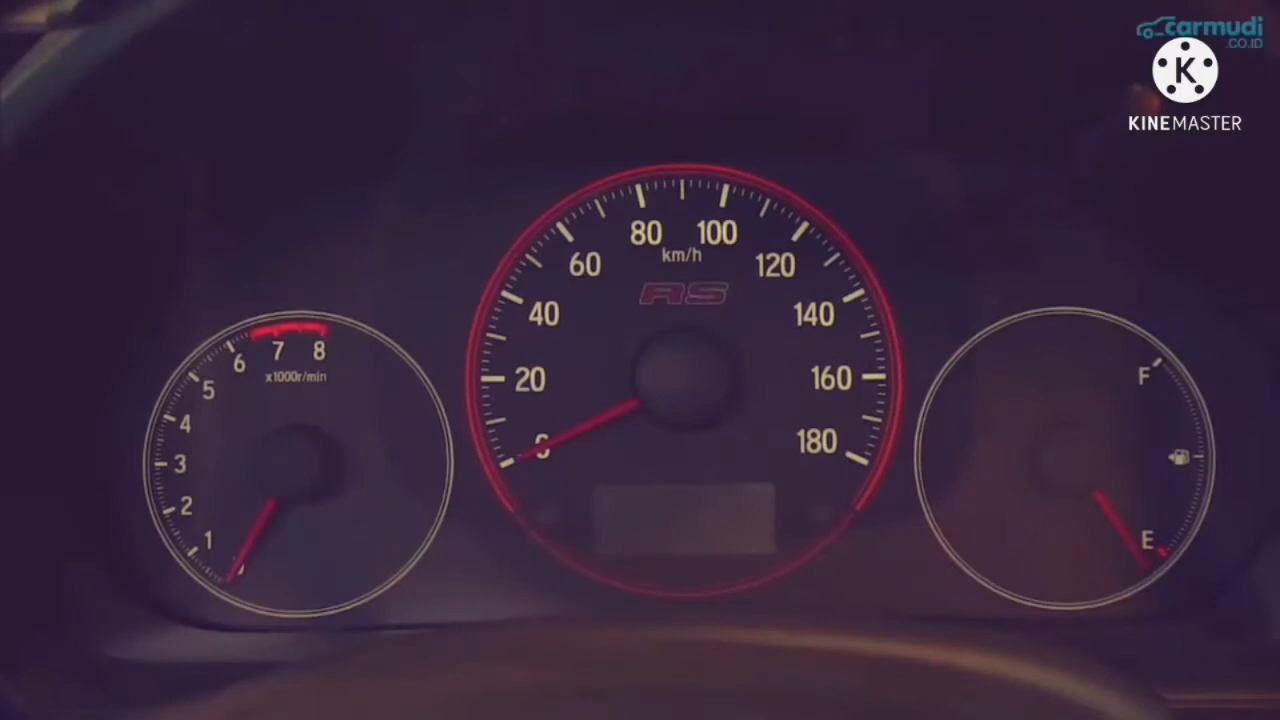 carmudi
.CO.ID
K
KINEMASTER
80 100
km/h
60 120
RS
40 140
20 160
0 180
6 7 8
x1000r/min
5
4
3
2
1
F
E